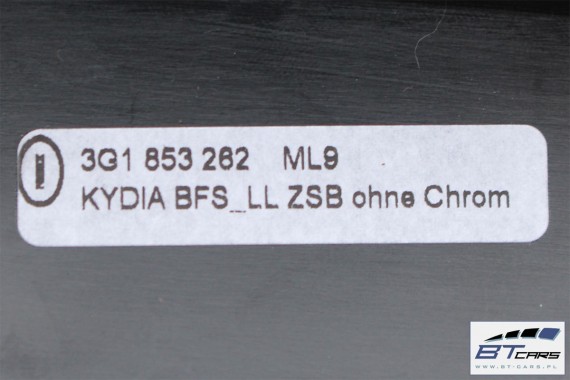 3G1 853 262 ML9
KYDIA BFS_LL ZSB ohne Chrom
BTCARS
WWW.BT-CARS.PL